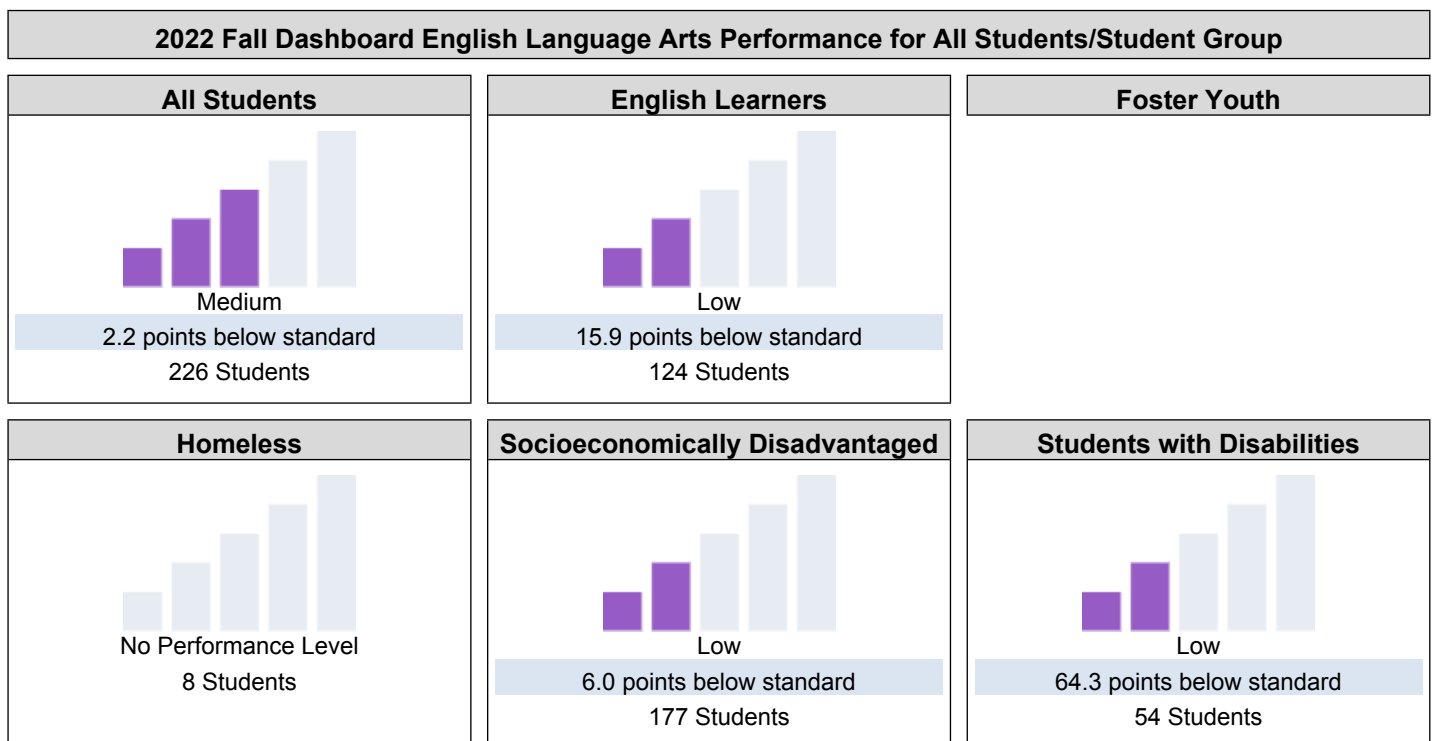 2022 Fall Dashboard English Language Arts Performance for All Students/Student Group
All Students
Medium
2.2 points below standard
226 Students
English Learners
Low
15.9 points below standard
124 Students
Foster Youth
Homeless
No Performance Level
8 Students
Socioeconomically Disadvantaged
Low
6.0 points below standard
177 Students
Students with Disabilities
Low
64.3 points below standard
54 Students